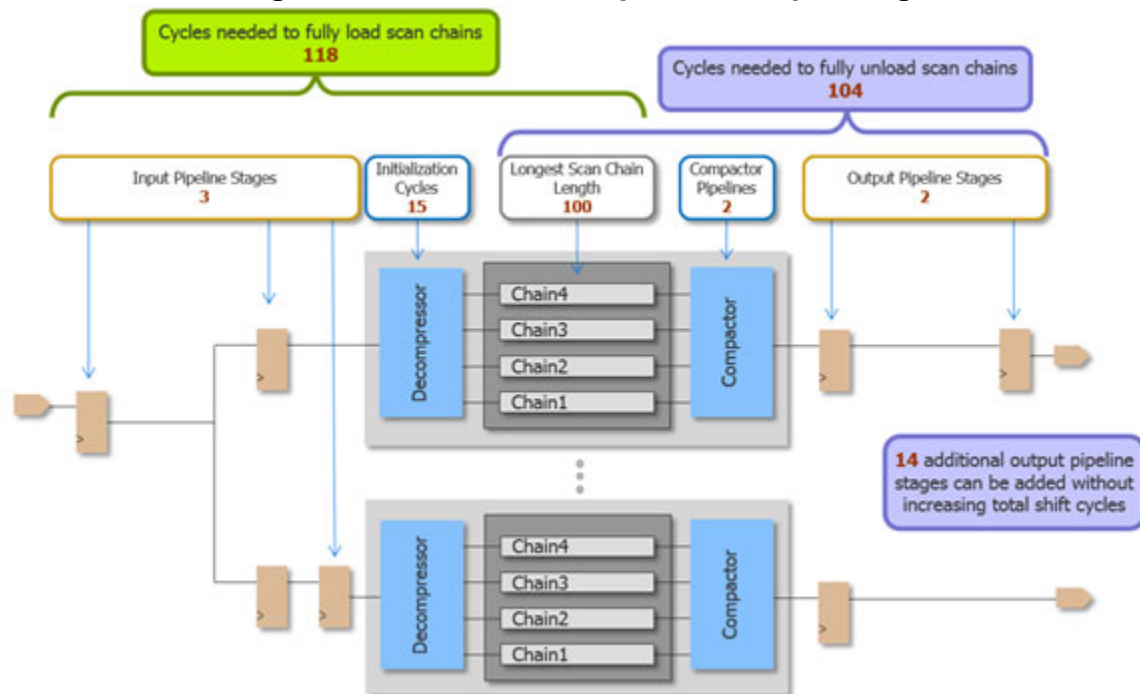 Cycles needed to fully load scan chains
118
Cycles needed to fully unload scan chains
104
Input Pipeline Stages
3
Initialization
Cycles
15
Longest Scan Chain
Length
100
Compactor
Pipelines
2
Output Pipeline Stages
2
Decompressor
Chain4
Chain3
Chain2
Chain1
Compactor
14 additional output pipeline
stages can be added without
increasing total shift cycles
Decompressor
Chain4
Chain3
Chain2
Chain1
Compactor